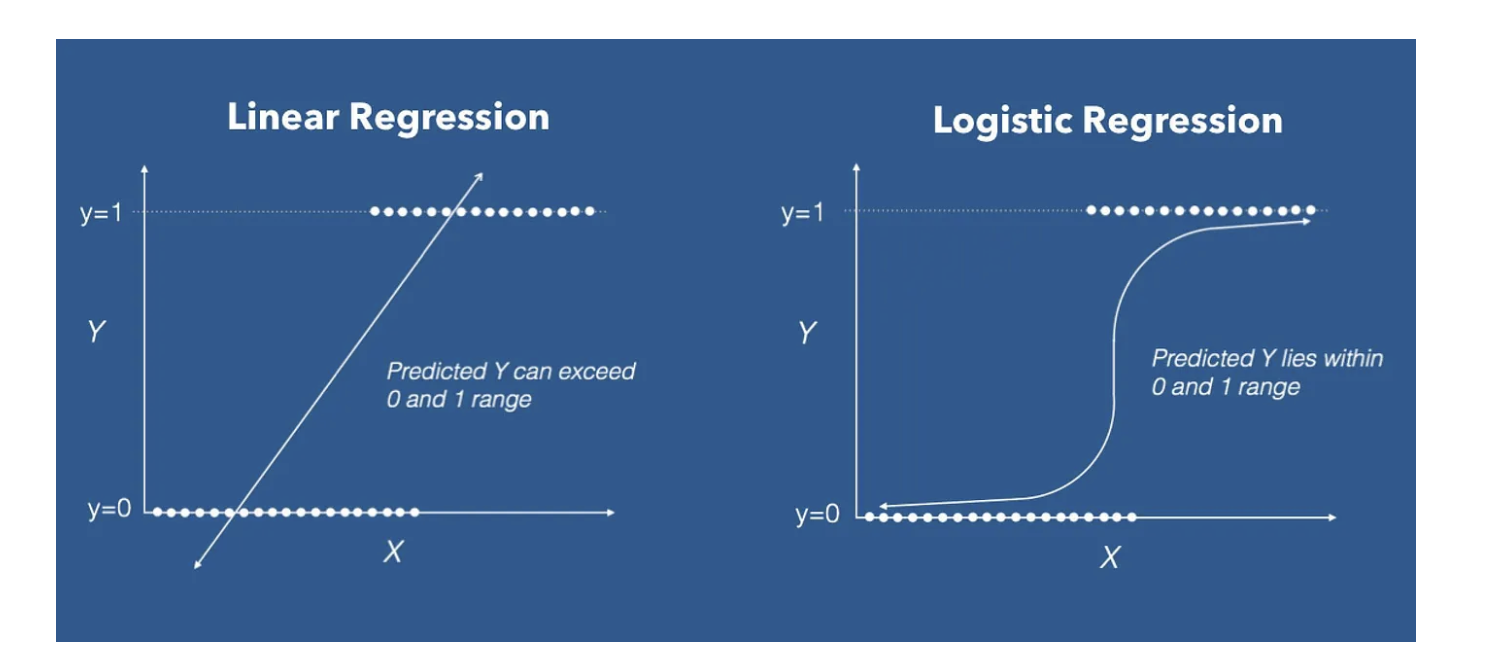 Linear Regression
y=1
Y
Predicted Y can exceed
0 and 1 range
y=0
X
Logistic Regression
y=1
Y
Predicted Y lies within
0 and 1 range
y=0
X